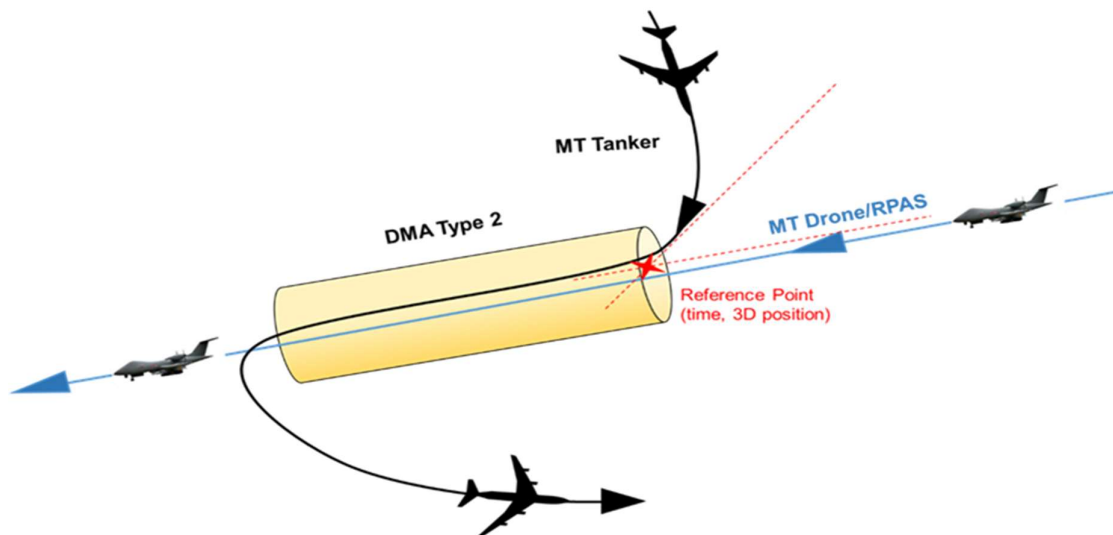 MT Tanker
DMA Type 2
MT Drone/RPAS
Reference Point
(time, 3D position)